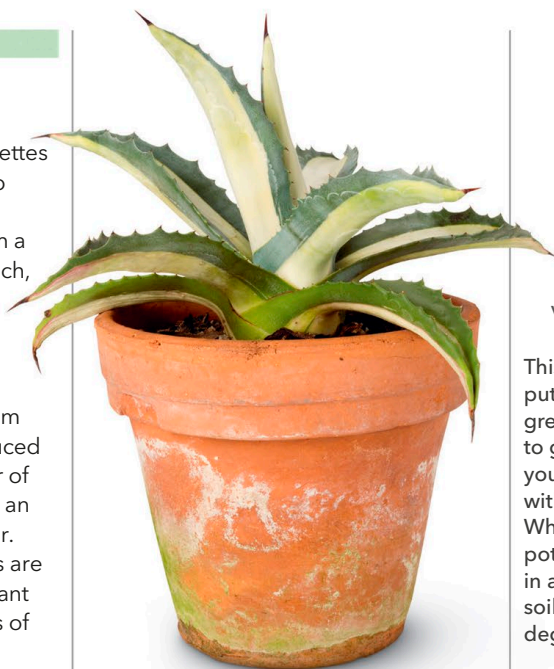 ettes
n a
ch,
m
uced
r of
an
r.
s are
ant
s of
Thi
put
gre
to g
you
wit
Wh
pot
in a
soil
deg